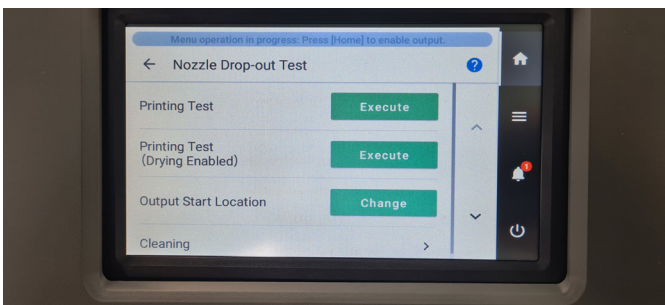 Menu operation in progress: Press [Home] to enable output.
Nozzle Drop-out Test
?
1
Printing Test
Execute
Printing Test
(Drying Enabled)
Execute
Output Start Location
Change
Cleaning